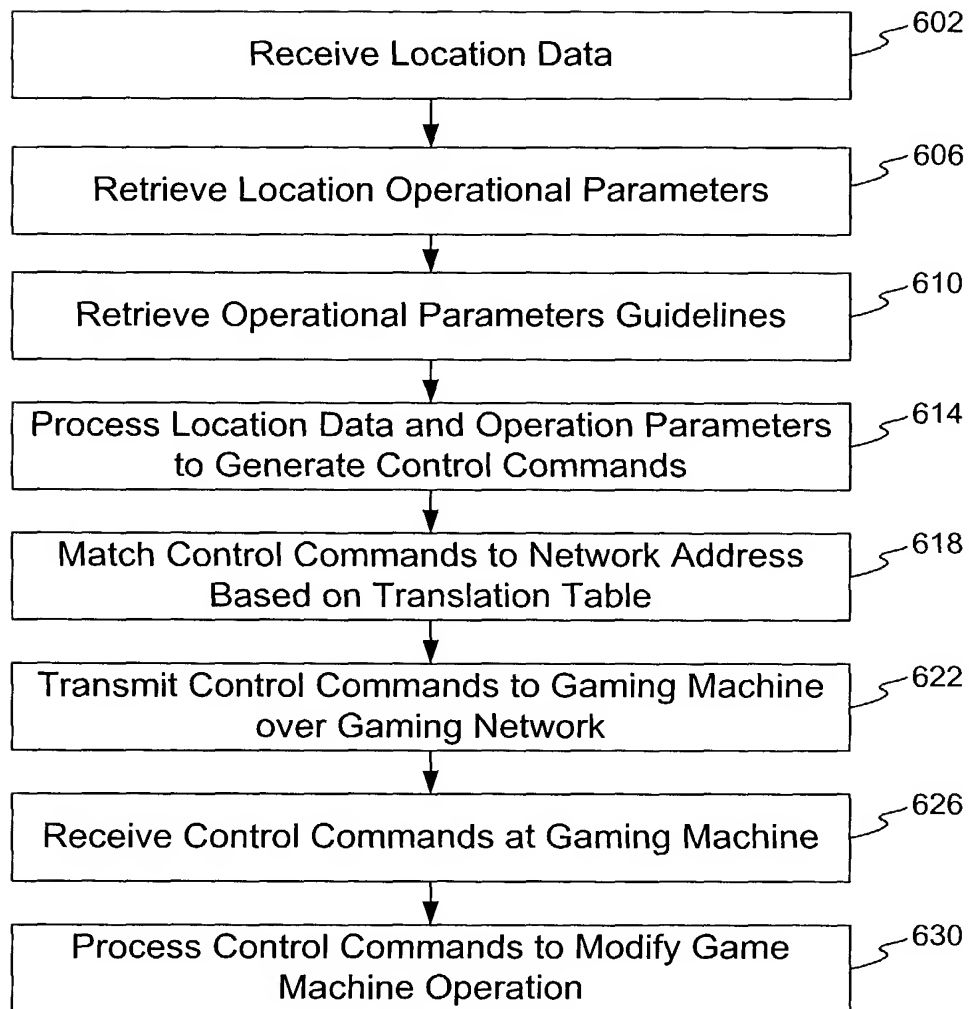 Receive Location Data
602
Retrieve Location Operational Parameters
606
Retrieve Operational Parameters Guidelines
610
Process Location Data and Operation Parameters
to Generate Control Commands
614
Match Control Commands to Network Address
Based on Translation Table
618
Transmit Control Commands to Gaming Machine
over Gaming Network
622
Receive Control Commands at Gaming Machine
626
Process Control Commands to Modify Game
Machine Operation
630